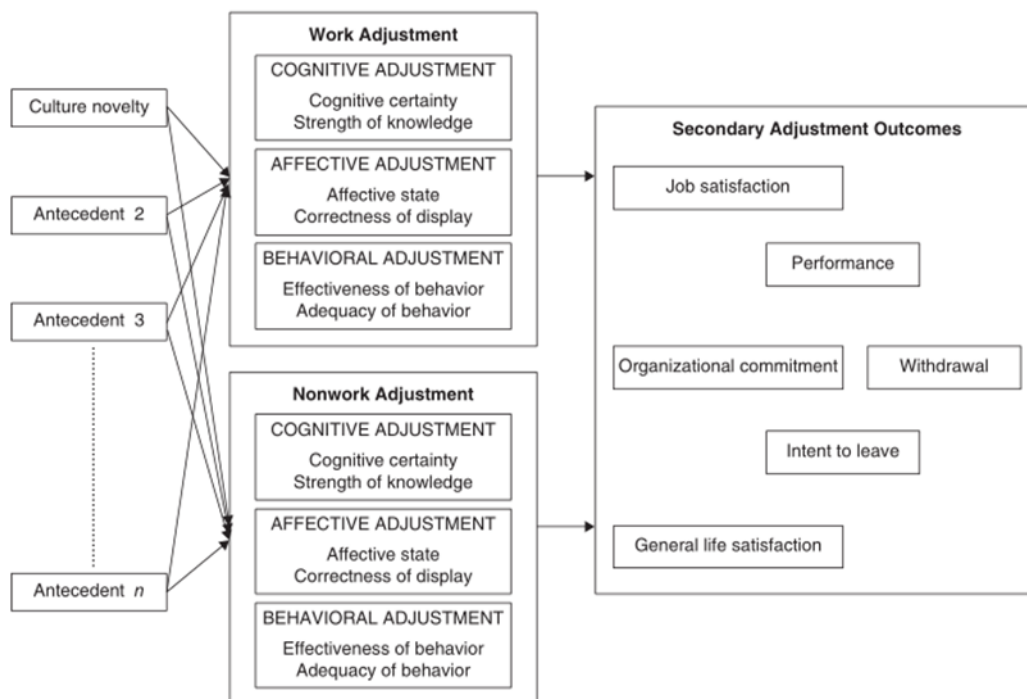 Culture novelty
Antecedent 2
Antecedent 3
Antecedent n
Work Adjustment
COGNITIVE ADJUSTMENT
Cognitive certainty
Strength of knowledge
AFFECTIVE ADJUSTMENT
Affective state
Correctness of display
BEHAVIORAL ADJUSTMENT
Effectiveness of behavior
Adequacy of behavior
Nonwork Adjustment
COGNITIVE ADJUSTMENT
Cognitive certainty
Strength of knowledge
AFFECTIVE ADJUSTMENT
Affective state
Correctness of display
BEHAVIORAL ADJUSTMENT
Effectiveness of behavior
Adequacy of behavior
Secondary Adjustment Outcomes
Job satisfaction
Performance
Organizational commitment
Withdrawal
Intent to leave
General life satisfaction